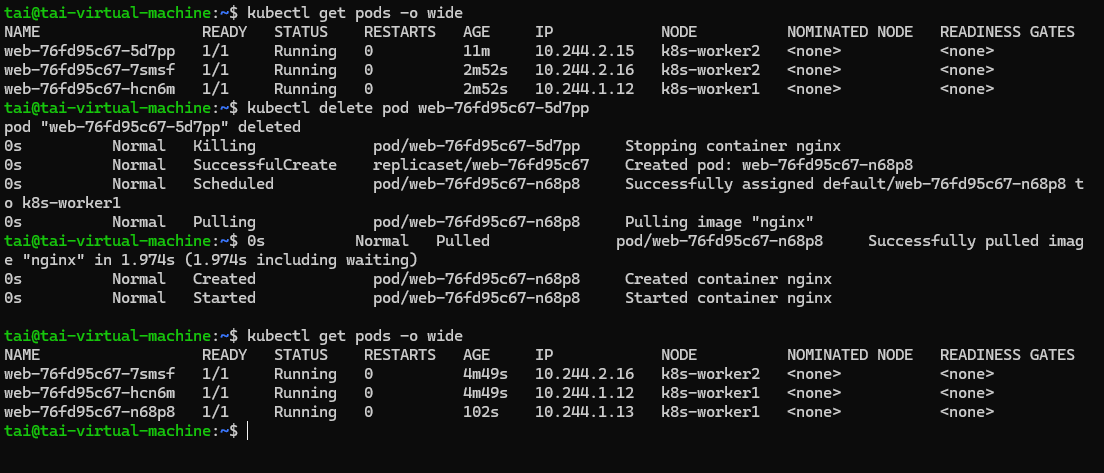 tai@tai-virtual-machine:~$ kubectl get pods -o wide
NAME                  READY   STATUS    RESTARTS   AGE     IP            NODE          NOMINATED NODE   READINESS GATES
web-76fd95c67-5d7pp   1/1     Running   0          11m     10.244.2.15   k8s-worker2   <none>           <none>
web-76fd95c67-7smsf   1/1     Running   0          2m52s   10.244.2.16   k8s-worker2   <none>           <none>
web-76fd95c67-hcn6m   1/1     Running   0          2m52s   10.244.1.12   k8s-worker1   <none>           <none>
tai@tai-virtual-machine:~$ kubectl delete pod web-76fd95c67-5d7pp
pod "web-76fd95c67-5d7pp" deleted
0s          Normal   Killing             pod/web-76fd95c67-5d7pp     Stopping container nginx
0s          Normal   SuccessfulCreate    replicaset/web-76fd95c67    Created pod: web-76fd95c67-n68p8
0s          Normal   Scheduled           pod/web-76fd95c67-n68p8     Successfully assigned default/web-76fd95c67-n68p8 t
o k8s-worker1
0s          Normal   Pulling             pod/web-76fd95c67-n68p8     Pulling image "nginx"
tai@tai-virtual-machine:~$ 0s          Normal   Pulled              pod/web-76fd95c67-n68p8     Successfully pulled imag
e "nginx" in 1.974s (1.974s including waiting)
0s          Normal   Created             pod/web-76fd95c67-n68p8     Created container nginx
0s          Normal   Started             pod/web-76fd95c67-n68p8     Started container nginx
tai@tai-virtual-machine:~$ kubectl get pods -o wide
NAME                  READY   STATUS    RESTARTS   AGE     IP            NODE          NOMINATED NODE   READINESS GATES
web-76fd95c67-7smsf   1/1     Running   0          4m49s   10.244.2.16   k8s-worker2   <none>           <none>
web-76fd95c67-hcn6m   1/1     Running   0          4m49s   10.244.1.12   k8s-worker1   <none>           <none>
web-76fd95c67-n68p8   1/1     Running   0          102s    10.244.1.13   k8s-worker1   <none>           <none>
tai@tai-virtual-machine:~$